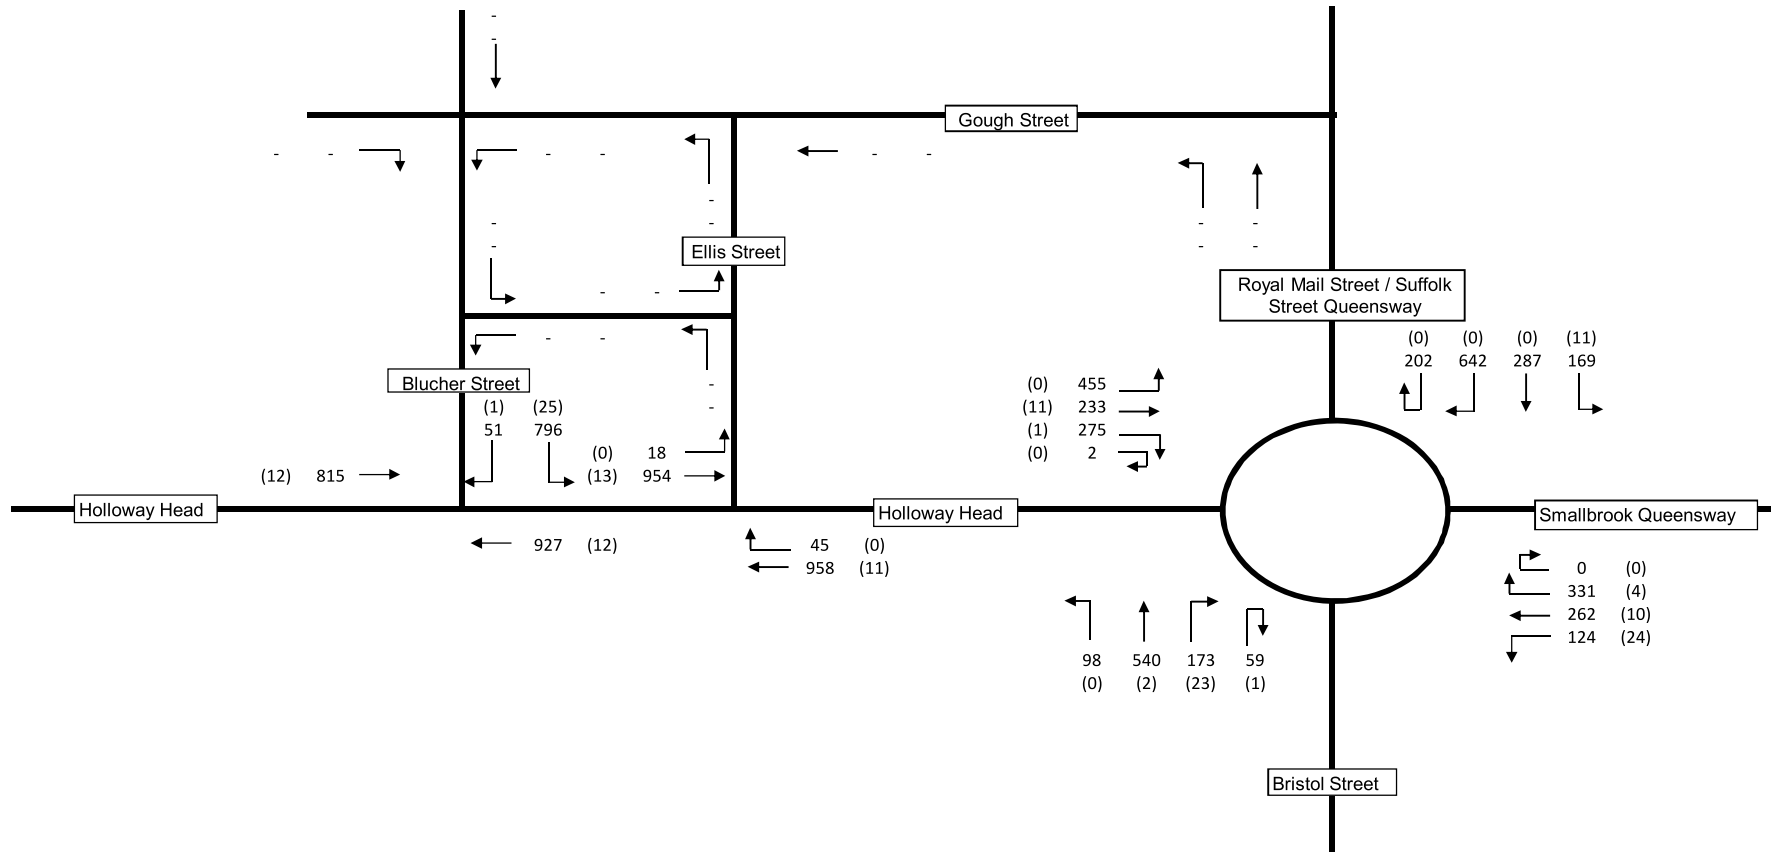 -
-
Gough Street
- -
- -
- -
-
-
-
-
- -
- -
Ellis Street
- -
Royal Mail Street / Suffolk
Street Queensway
- -
(0) (0) (0) (11)
202 642 287 169
Blucher Street
-
-
(1) (25)
51 796
(0) 18
(13) 954
(12) 815
(0) 455
(11) 233
(1) 275
(0) 2
Holloway Head
Holloway Head
Smallbrook Queensway
927 (12)
45 (0)
958 (11)
0 (0)
331 (4)
262 (10)
124 (24)
98 540 173 59
(0) (2) (23) (1)
Bristol Street